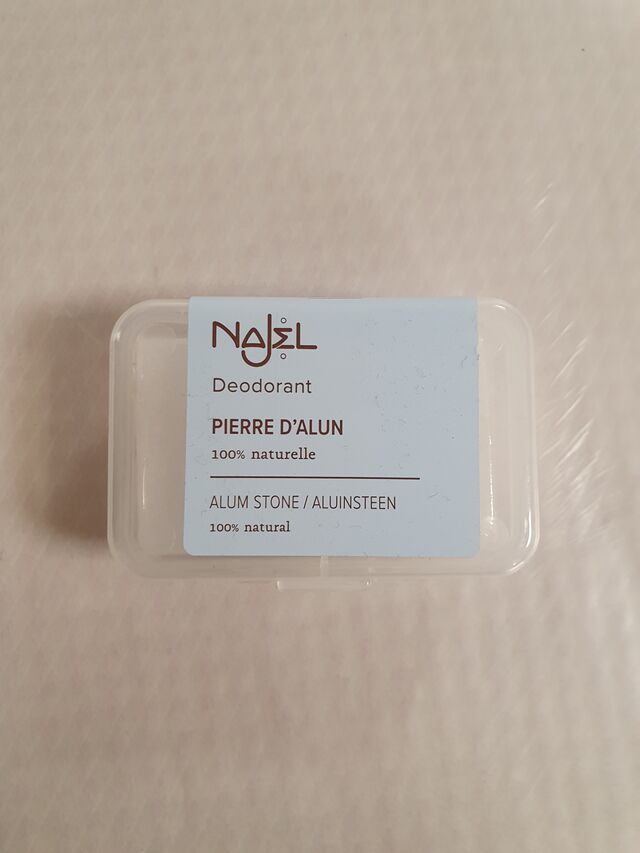 Najel
Deodorant
PIERRE D'ALUN
100% naturelle
ALUM STONE / ALUINSTEEN
100% natural